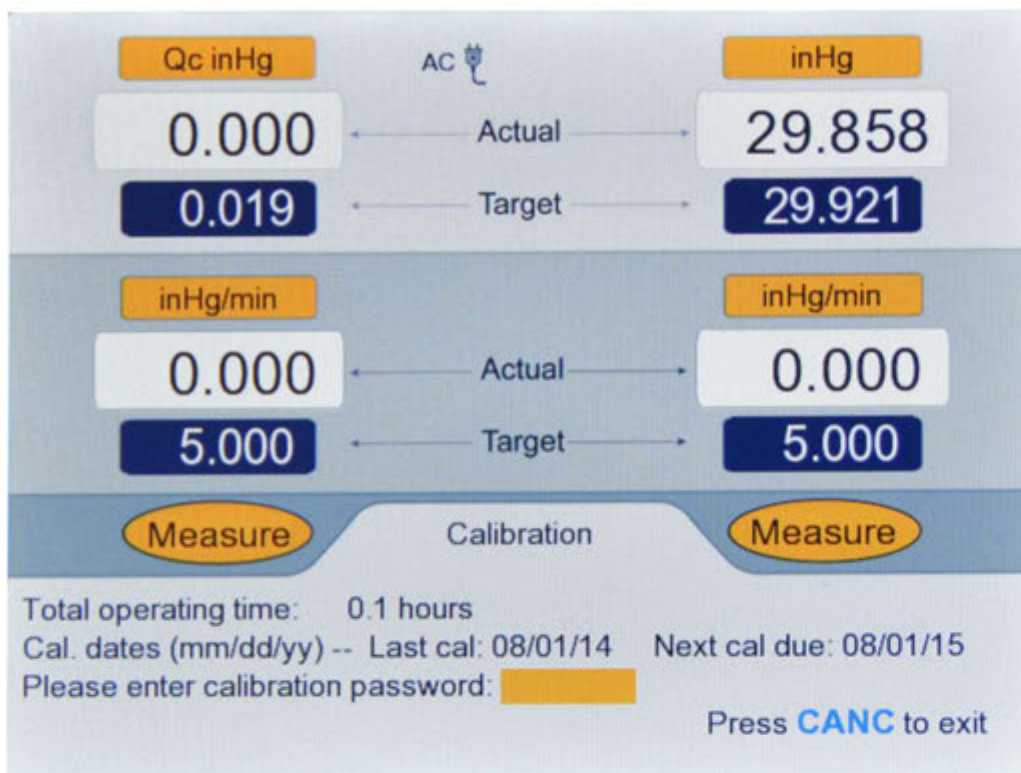 Qc inHg AC inHg
0.000 Actual 29.858
0.019 Target 29.921
inHg/min inHg/min
0.000 Actual 0.000
5.000 Target 5.000
Measure Calibration Measure
Total operating time: 0.1 hours
Cal. dates (mm/dd/yy) -- Last cal: 08/01/14 Next cal due: 08/01/15
Please enter calibration password:
Press CANC to exit